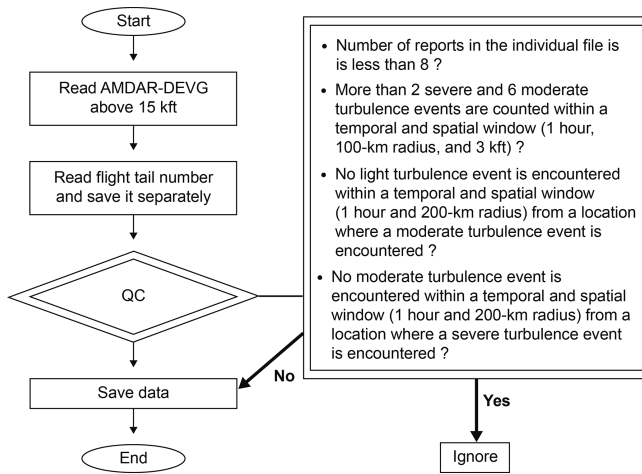 Start
Read AMDAR-DEVG
above 15 kft
Read flight tail number
and save it separately
QC
Save data
End
• Number of reports in the individual file is
is less than 8 ?
• More than 2 severe and 6 moderate
turbulence events are counted within a
temporal and spatial window (1 hour,
100-km radius, and 3 kft) ?
• No light turbulence event is encountered
within a temporal and spatial window
(1 hour and 200-km radius) from a location
where a moderate turbulence event is
encountered ?
• No moderate turbulence event is
encountered within a temporal and spatial
window (1 hour and 200-km radius) from a
location where a severe turbulence event
is encountered ?
No
Yes
Ignore